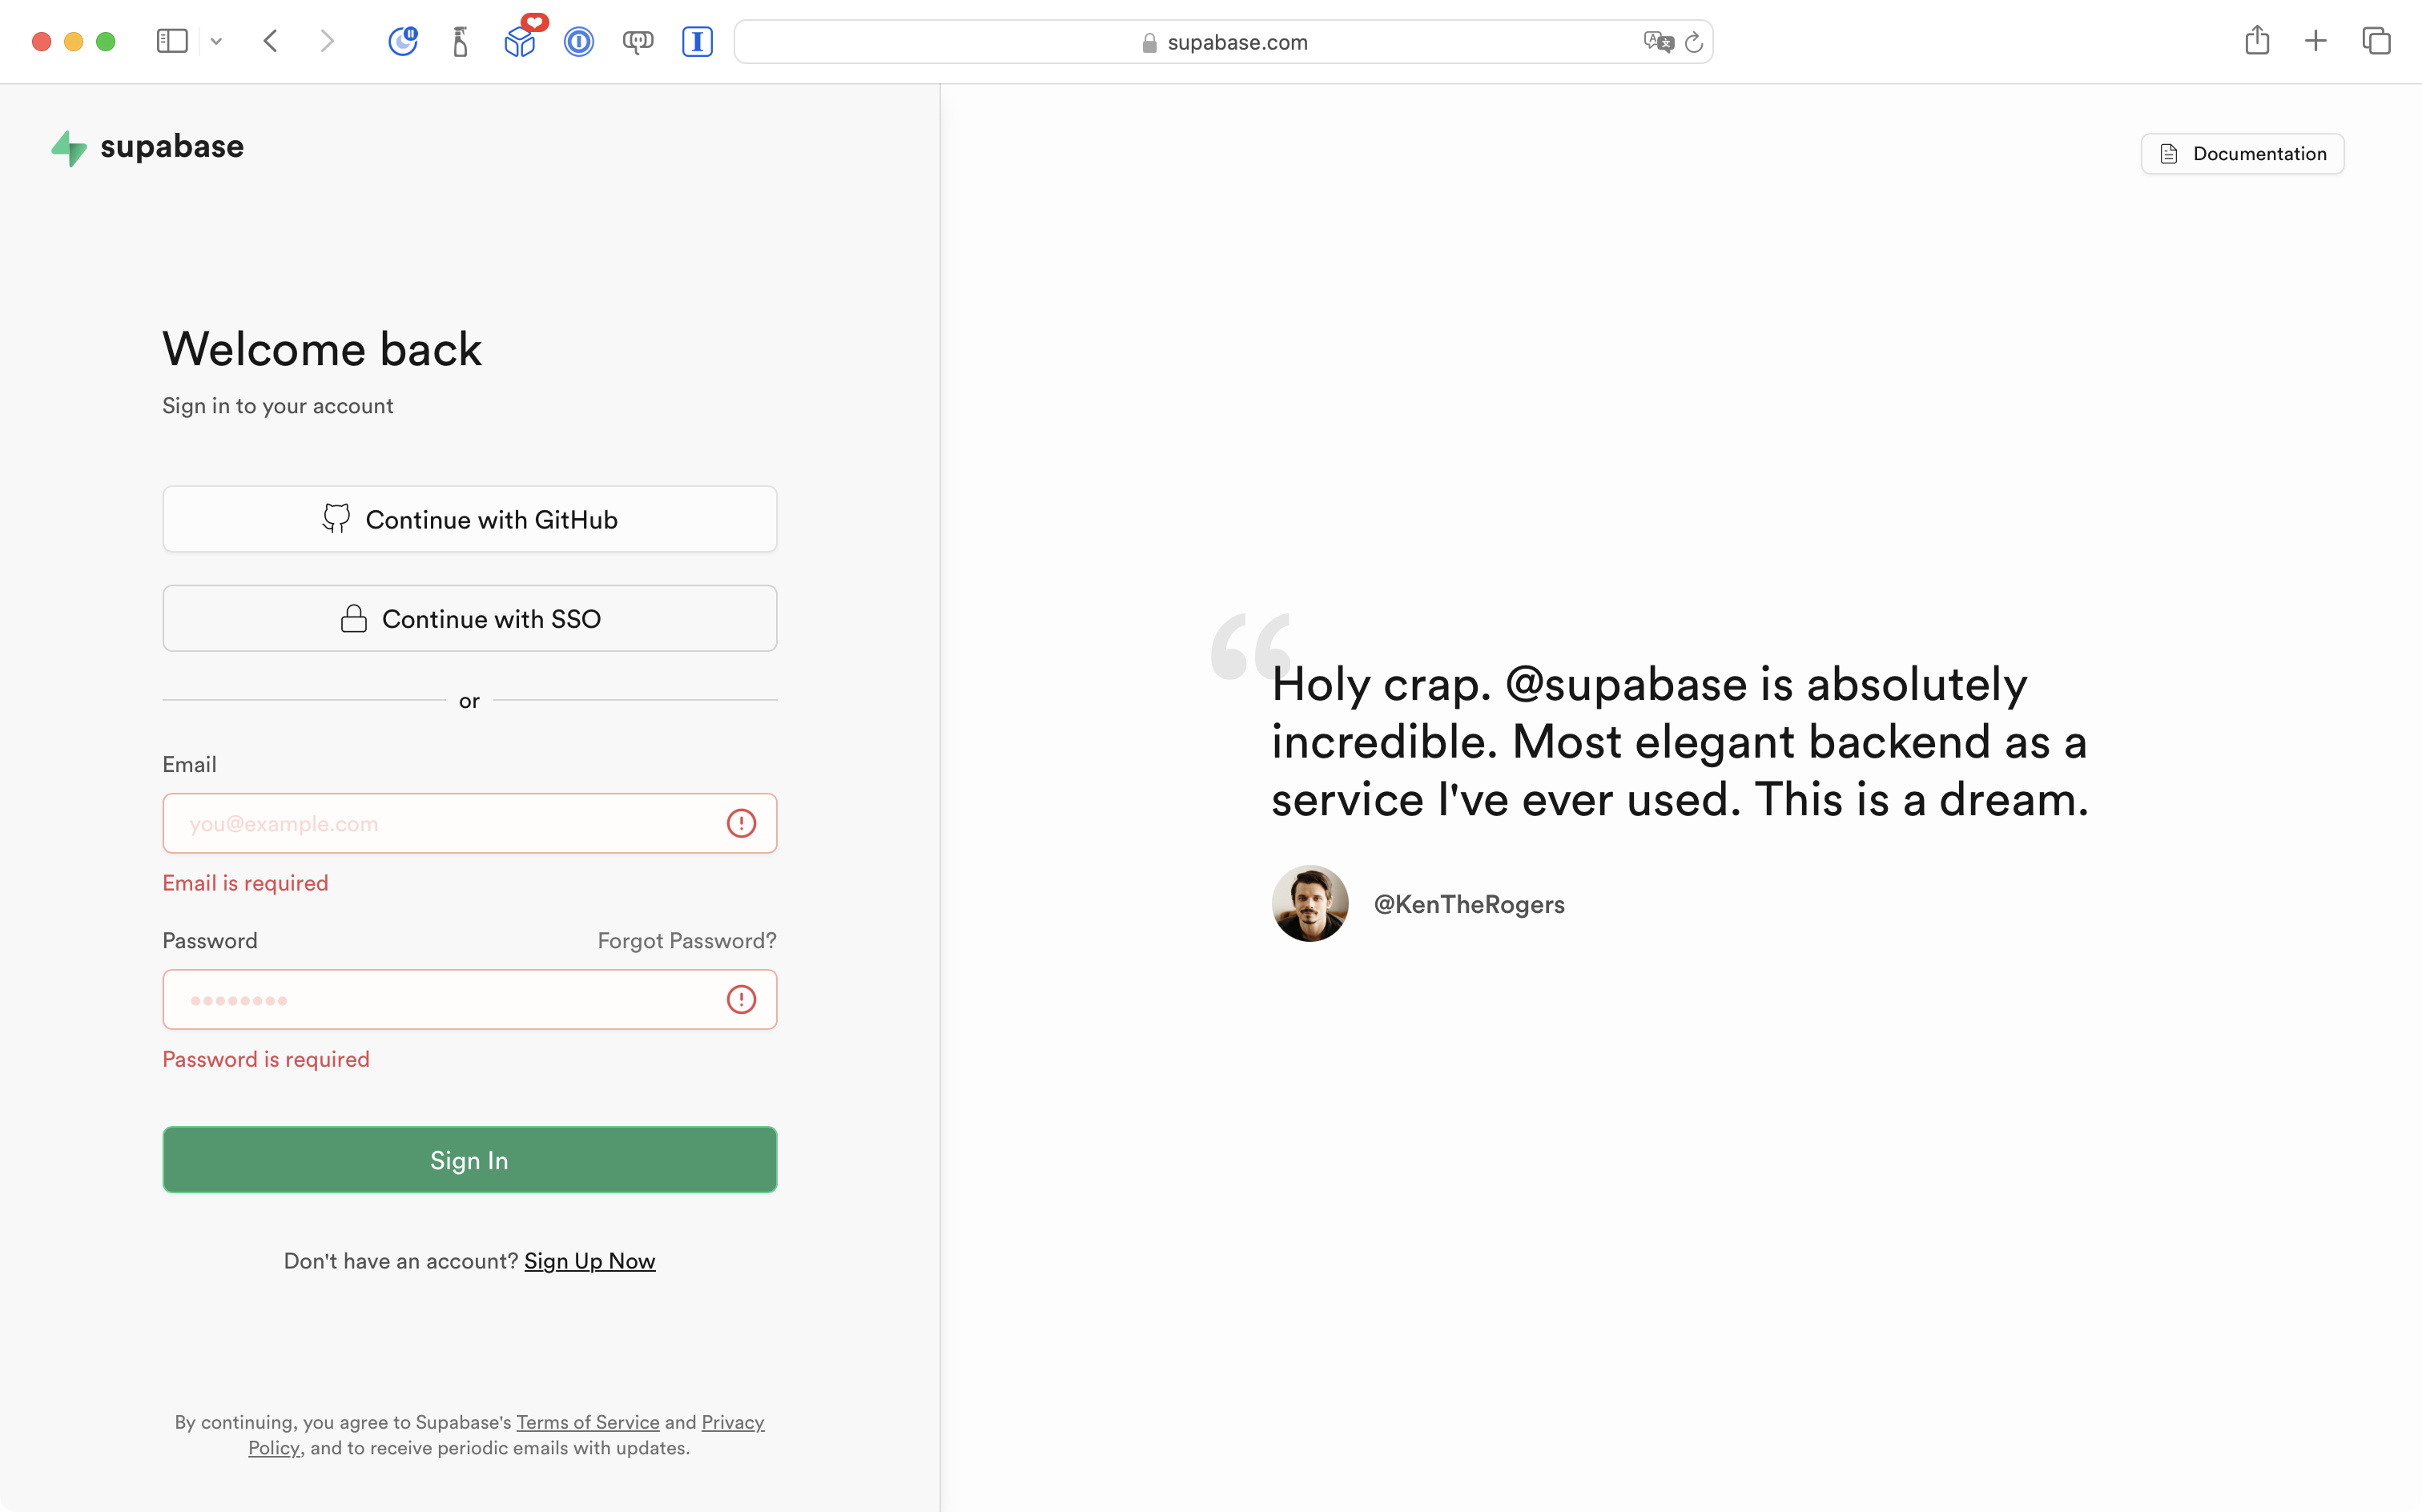 supabase.com
supabase
Documentation
Welcome back
Sign in to your account
Continue with GitHub
Continue with SSO
or
Email
you@example.com
Email is required
Password
Forgot Password?
Password is required
Sign In
Don't have an account? Sign Up Now
By continuing, you agree to Supabase's Terms of Service and Privacy
Policy, and to receive periodic emails with updates.
“
Holy crap. @supabase is absolutely
incredible. Most elegant backend as a
service I've ever used. This is a dream.
@KenTheRogers